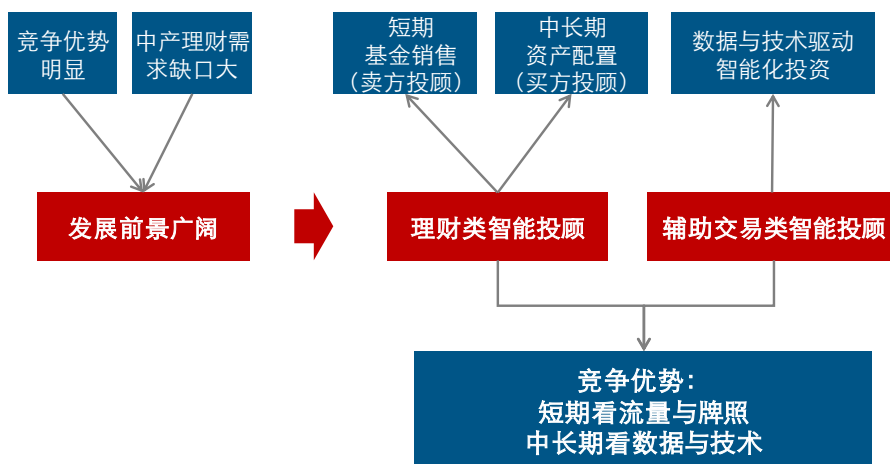 竞争优势
明显
中产理财需
求缺口大
短期
基金销售
（卖方投顾）
中长期
资产配置
（买方投顾）
数据与技术驱动
智能化投资
发展前景广阔
理财类智能投顾
辅助交易类智能投顾
竞争优势：
短期看流量与牌照
中长期看数据与技术